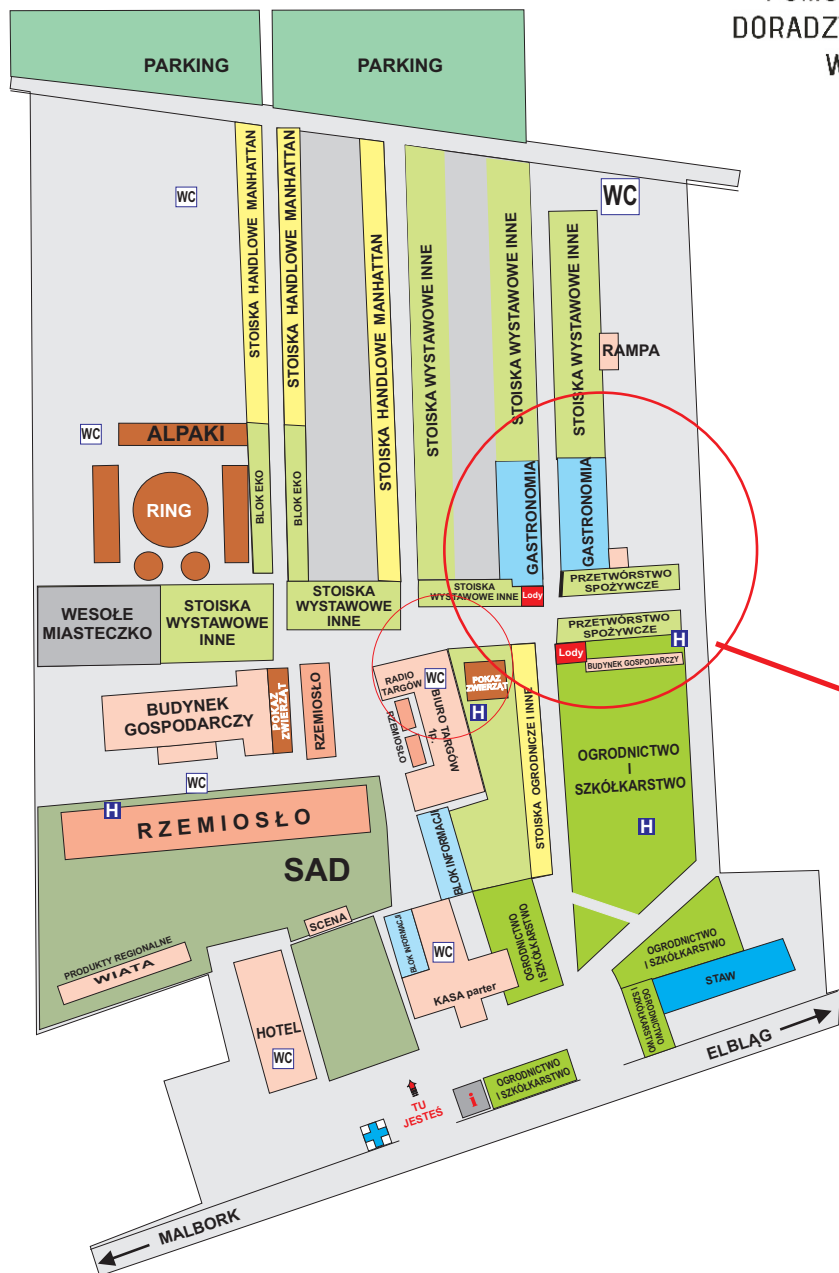 DORADZ
W
PARKING
PARKING
WC
WC
STOISKA HANDLOWE MANHATTAN
STOISKA HANDLOWE MANHATTAN
STOISKA HANDLOWE MANHATTAN
STOISKA WYSTAWOWE INNE
STOISKA WYSTAWOWE INNE
STOISKA WYSTAWOWE INNE
RAMPA
WC
ALPAKI
RING
BLOK EKO
BLOK EKO
GASTRONOMIA
GASTRONOMIA
WESOŁE
MIASTECZKO
STOISKA
WYSTAWOWE
INNE
STOISKA
WYSTAWOWE
INNE
STOISKA
WYSTAWOWE INNE
Lody
PRZETWÓRSTWO
SPOŻYWCZE
PRZETWÓRSTWO
SPOŻYWCZE
H
Lody
BUDYNEK GOSPODARCZY
BUDYNEK
GOSPODARCZY
POKAZ
ZWIERZĄT
RZEMIOSŁO
RADIO
TARGÓW
WC
RZEMIOSŁO
BIURO TARGÓW
1p.
POKAZ
ZWIERZĄT
H
STOISKA OGRODNICZE I INNE
OGRODNICTWO
I
SZKÓŁKARSTWO
H
WC
H
RZEMIOSŁO
SAD
BLOK INFORMACJI
SCENA
PRODUKTY REGIONALNE
WIATA
BLOK INFORMACJI
WC
KASA parter
OGRODNICTWO
I SZKÓŁKARSTWO
OGRODNICTWO
I SZKÓŁKARSTWO
STAW
OGRODNICTWO
I SZKÓŁKARSTWO
HOTEL
WC
ELBLĄG
OGRODNICTWO
I SZKÓŁKARSTWO
i
TU
JESTEŚ
MALBORK